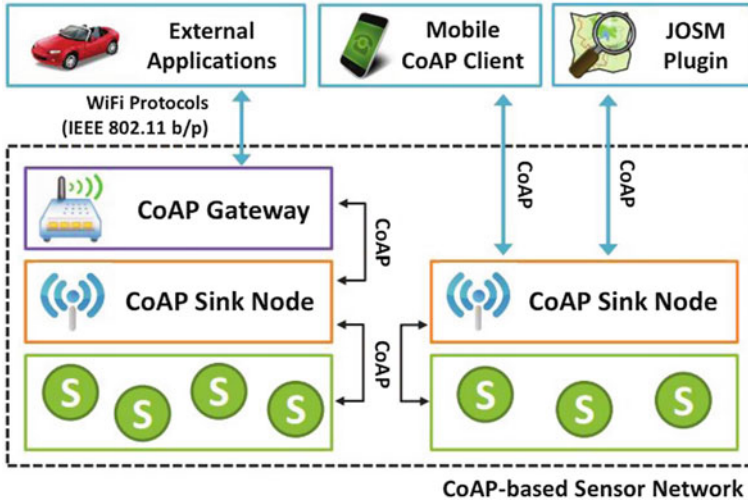 External
Applications
Mobile
CoAP Client
JOSM
Plugin
WiFi Protocols
(IEEE 802.11 b/p)
CoAP
CoAP
CoAP Gateway
CoAP
CoAP Sink Node
CoAP Sink Node
CoAP
S
S
S
S
S
S
S
CoAP-based Sensor Network